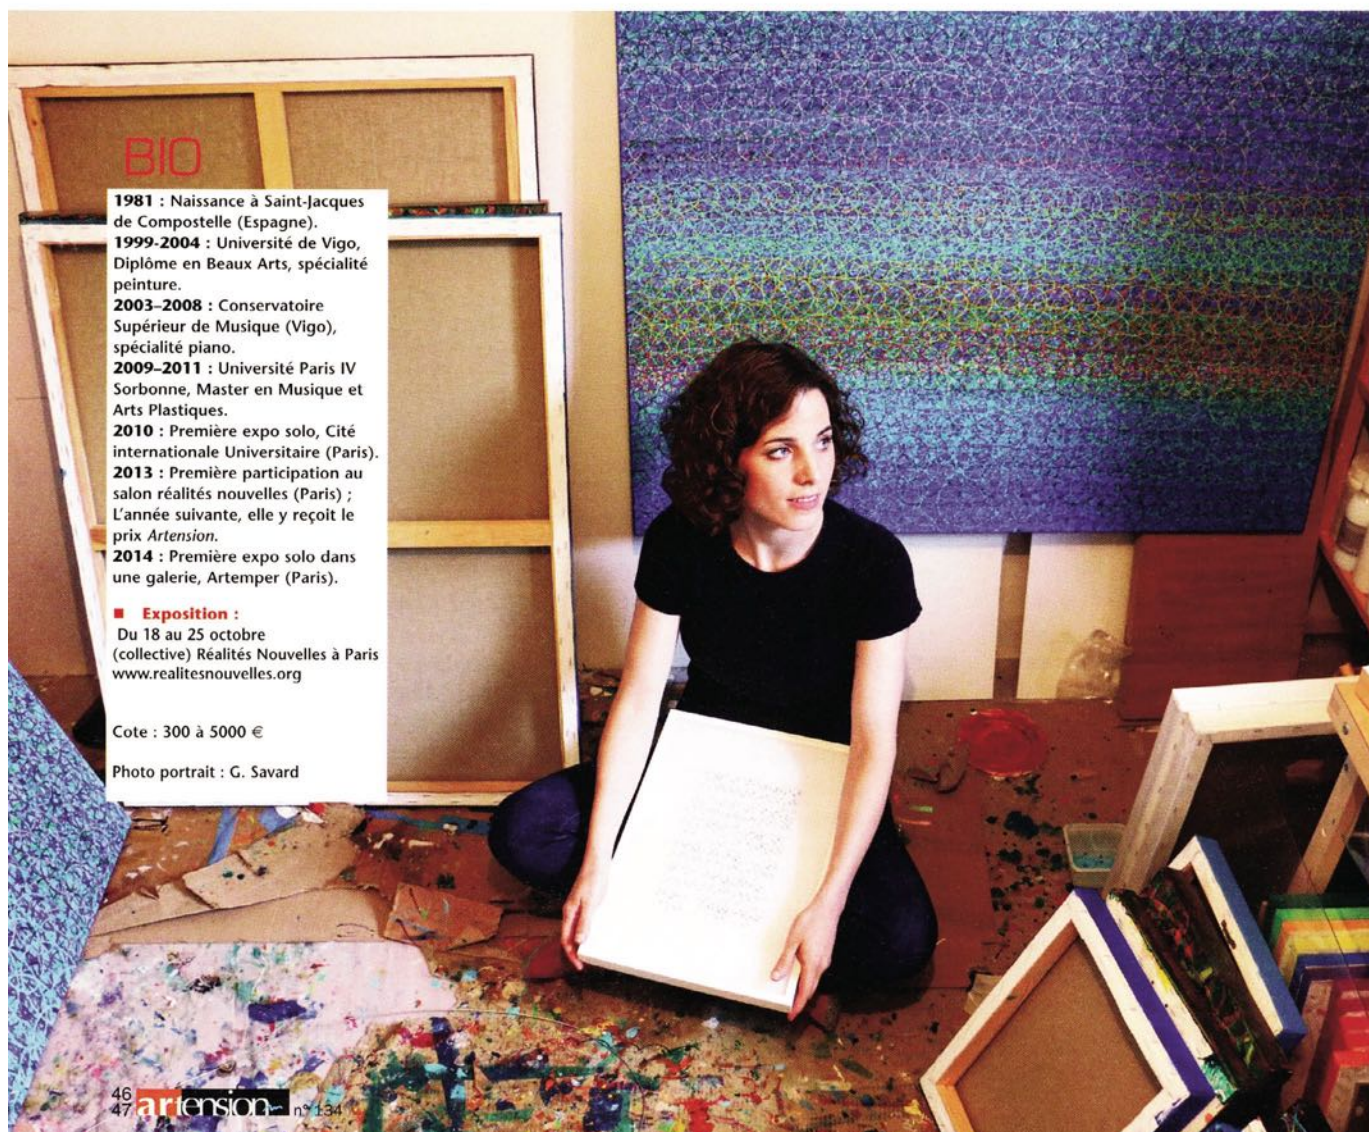 BIO
1981 : Naissance à Saint-Jacques
de Compostelle (Espagne).
1999-2004 : Université de Vigo,
Diplôme en Beaux Arts, spécialité
peinture.
2003–2008 : Conservatoire
Supérieur de Musique (Vigo),
spécialité piano.
2009–2011 : Université Paris IV
Sorbonne, Master en Musique et
Arts Plastiques.
2010 : Première expo solo, Cité
internationale Universitaire (Paris).
2013 : Première participation au
salon réalités nouvelles (Paris) ;
L'année suivante, elle y reçoit le
prix Artension.
2014 : Première expo solo dans
une galerie, Artemper (Paris).
■ Exposition :
Du 18 au 25 octobre
(collective) Réalités Nouvelles à Paris
www.realitesnouvelles.org
Cote : 300 à 5000 €
Photo portrait : G. Savard
46
47 artension n° 134